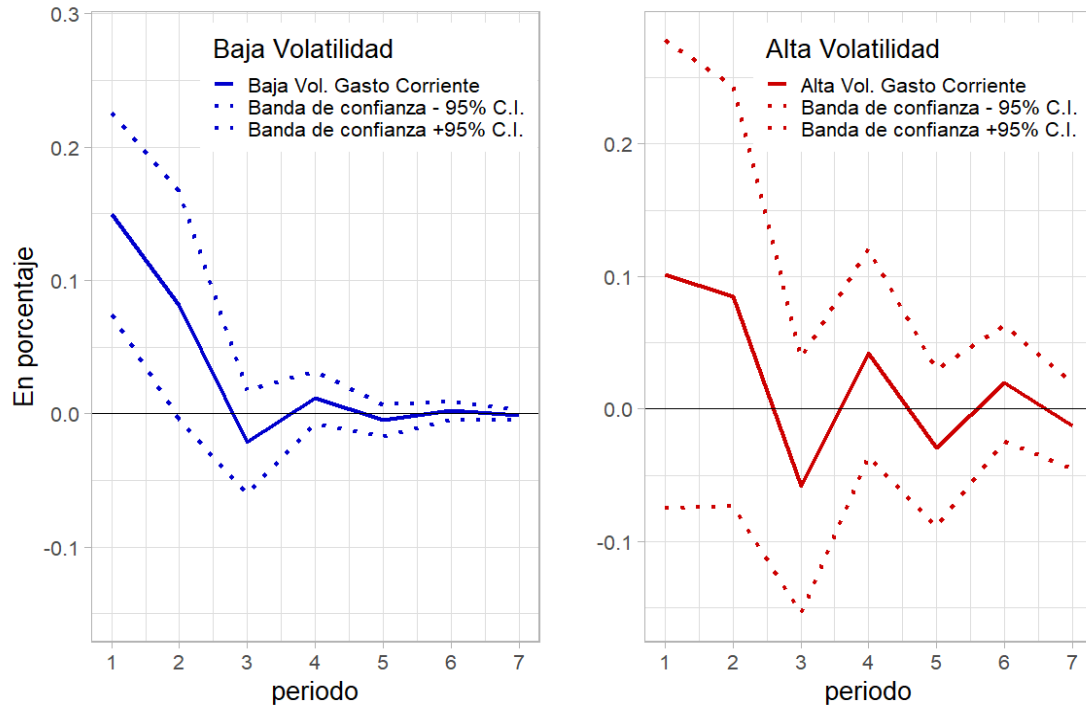 Baja Volatilidad
Baja Vol. Gasto Corriente
Banda de confianza - 95% C.I.
Banda de confianza +95% C.I.
En porcentaje
0.3
0.2
0.1
0.0
-0.1
1 2 3 4 5 6 7
periodo
Alta Volatilidad
Alta Vol. Gasto Corriente
Banda de confianza - 95% C.I.
Banda de confianza +95% C.I.
0.2
0.1
0.0
-0.1
1 2 3 4 5 6 7
periodo